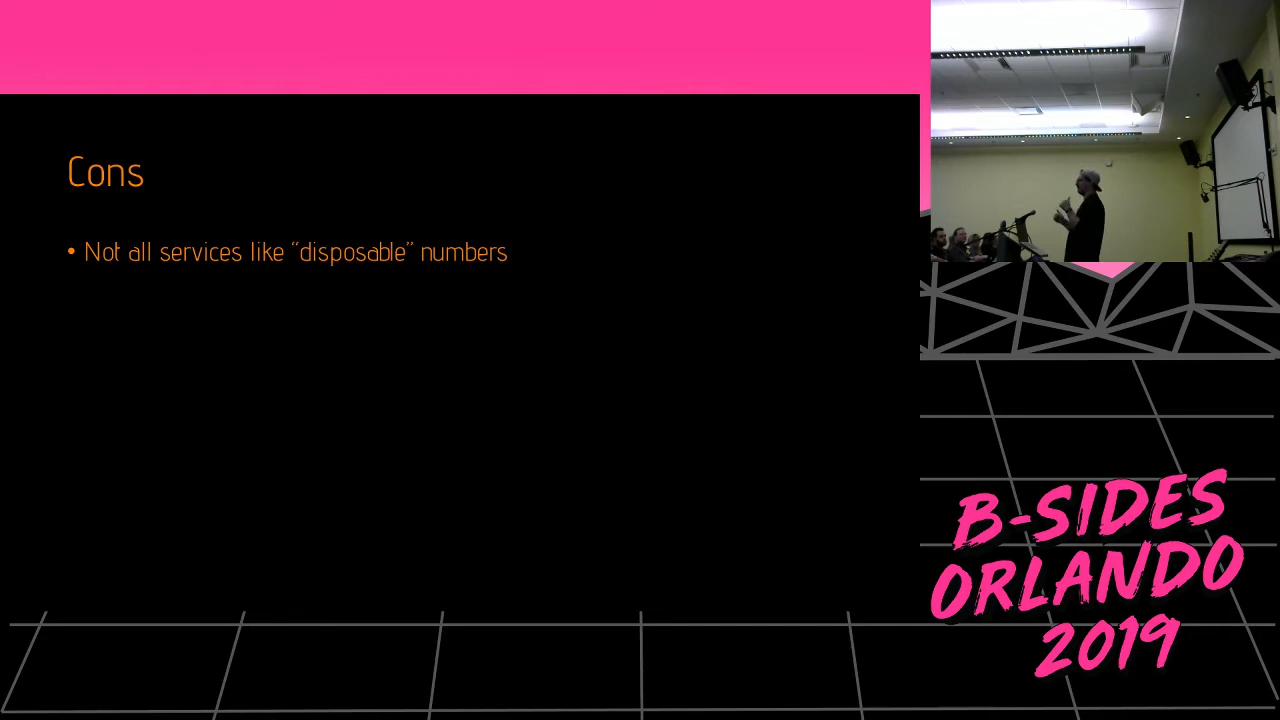 Cons
• Not all services like “disposable” numbers
B-SIDES
ORLANDO
2019